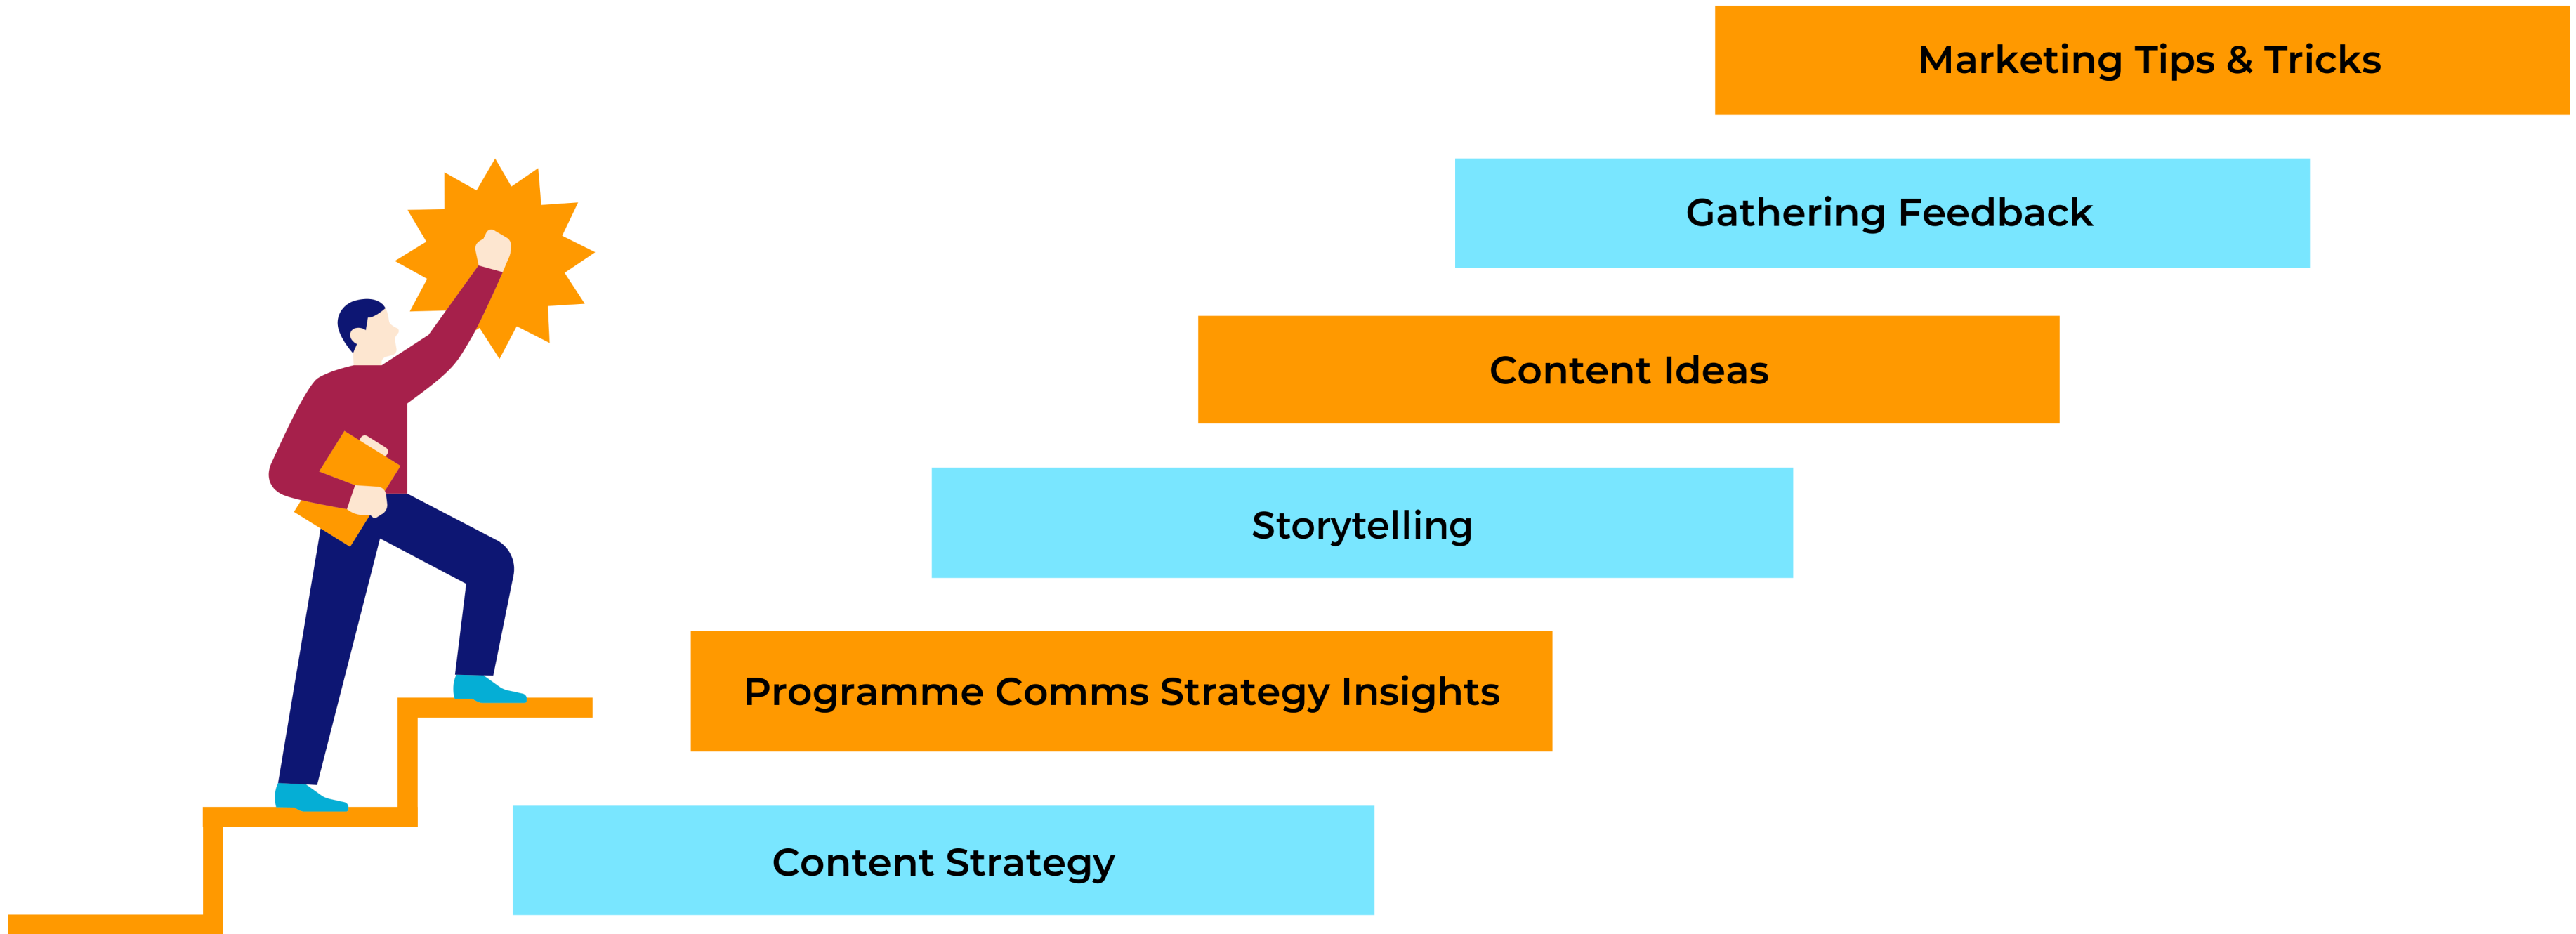 Marketing Tips & Tricks
Gathering Feedback
Content Ideas
Storytelling
Programme Comms Strategy Insights
Content Strategy